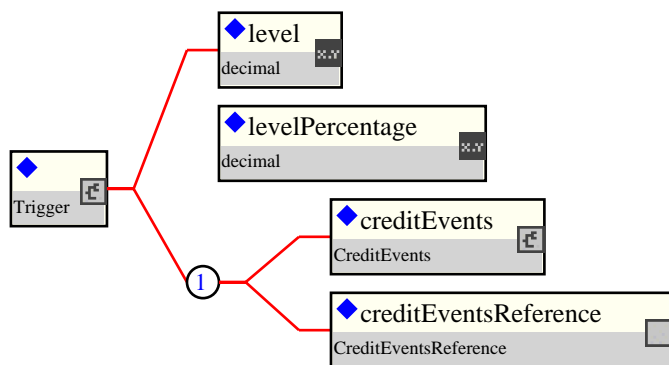 level
decimal
X.Y
levelPercentage
decimal
X.Y
Trigger
creditEvents
CreditEvents
1
creditEventsReference
CreditEventsReference